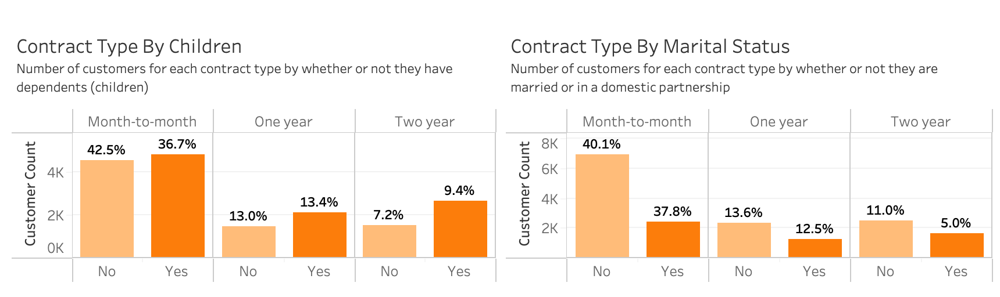 Contract Type By Children
Number of customers for each contract type by whether or not they have
dependents (children)
Month-to-month
One year
Two year
Customer Count
4K
2K
0K
42.5%
36.7%
13.0%
13.4%
7.2%
9.4%
No
Yes
No
Yes
No
Yes
Contract Type By Marital Status
Number of customers for each contract type by whether or not they are
married or in a domestic partnership
Month-to-month
One year
Two year
Customer Count
8K
6K
4K
2K
40.1%
37.8%
13.6%
12.5%
11.0%
5.0%
No
Yes
No
Yes
No
Yes